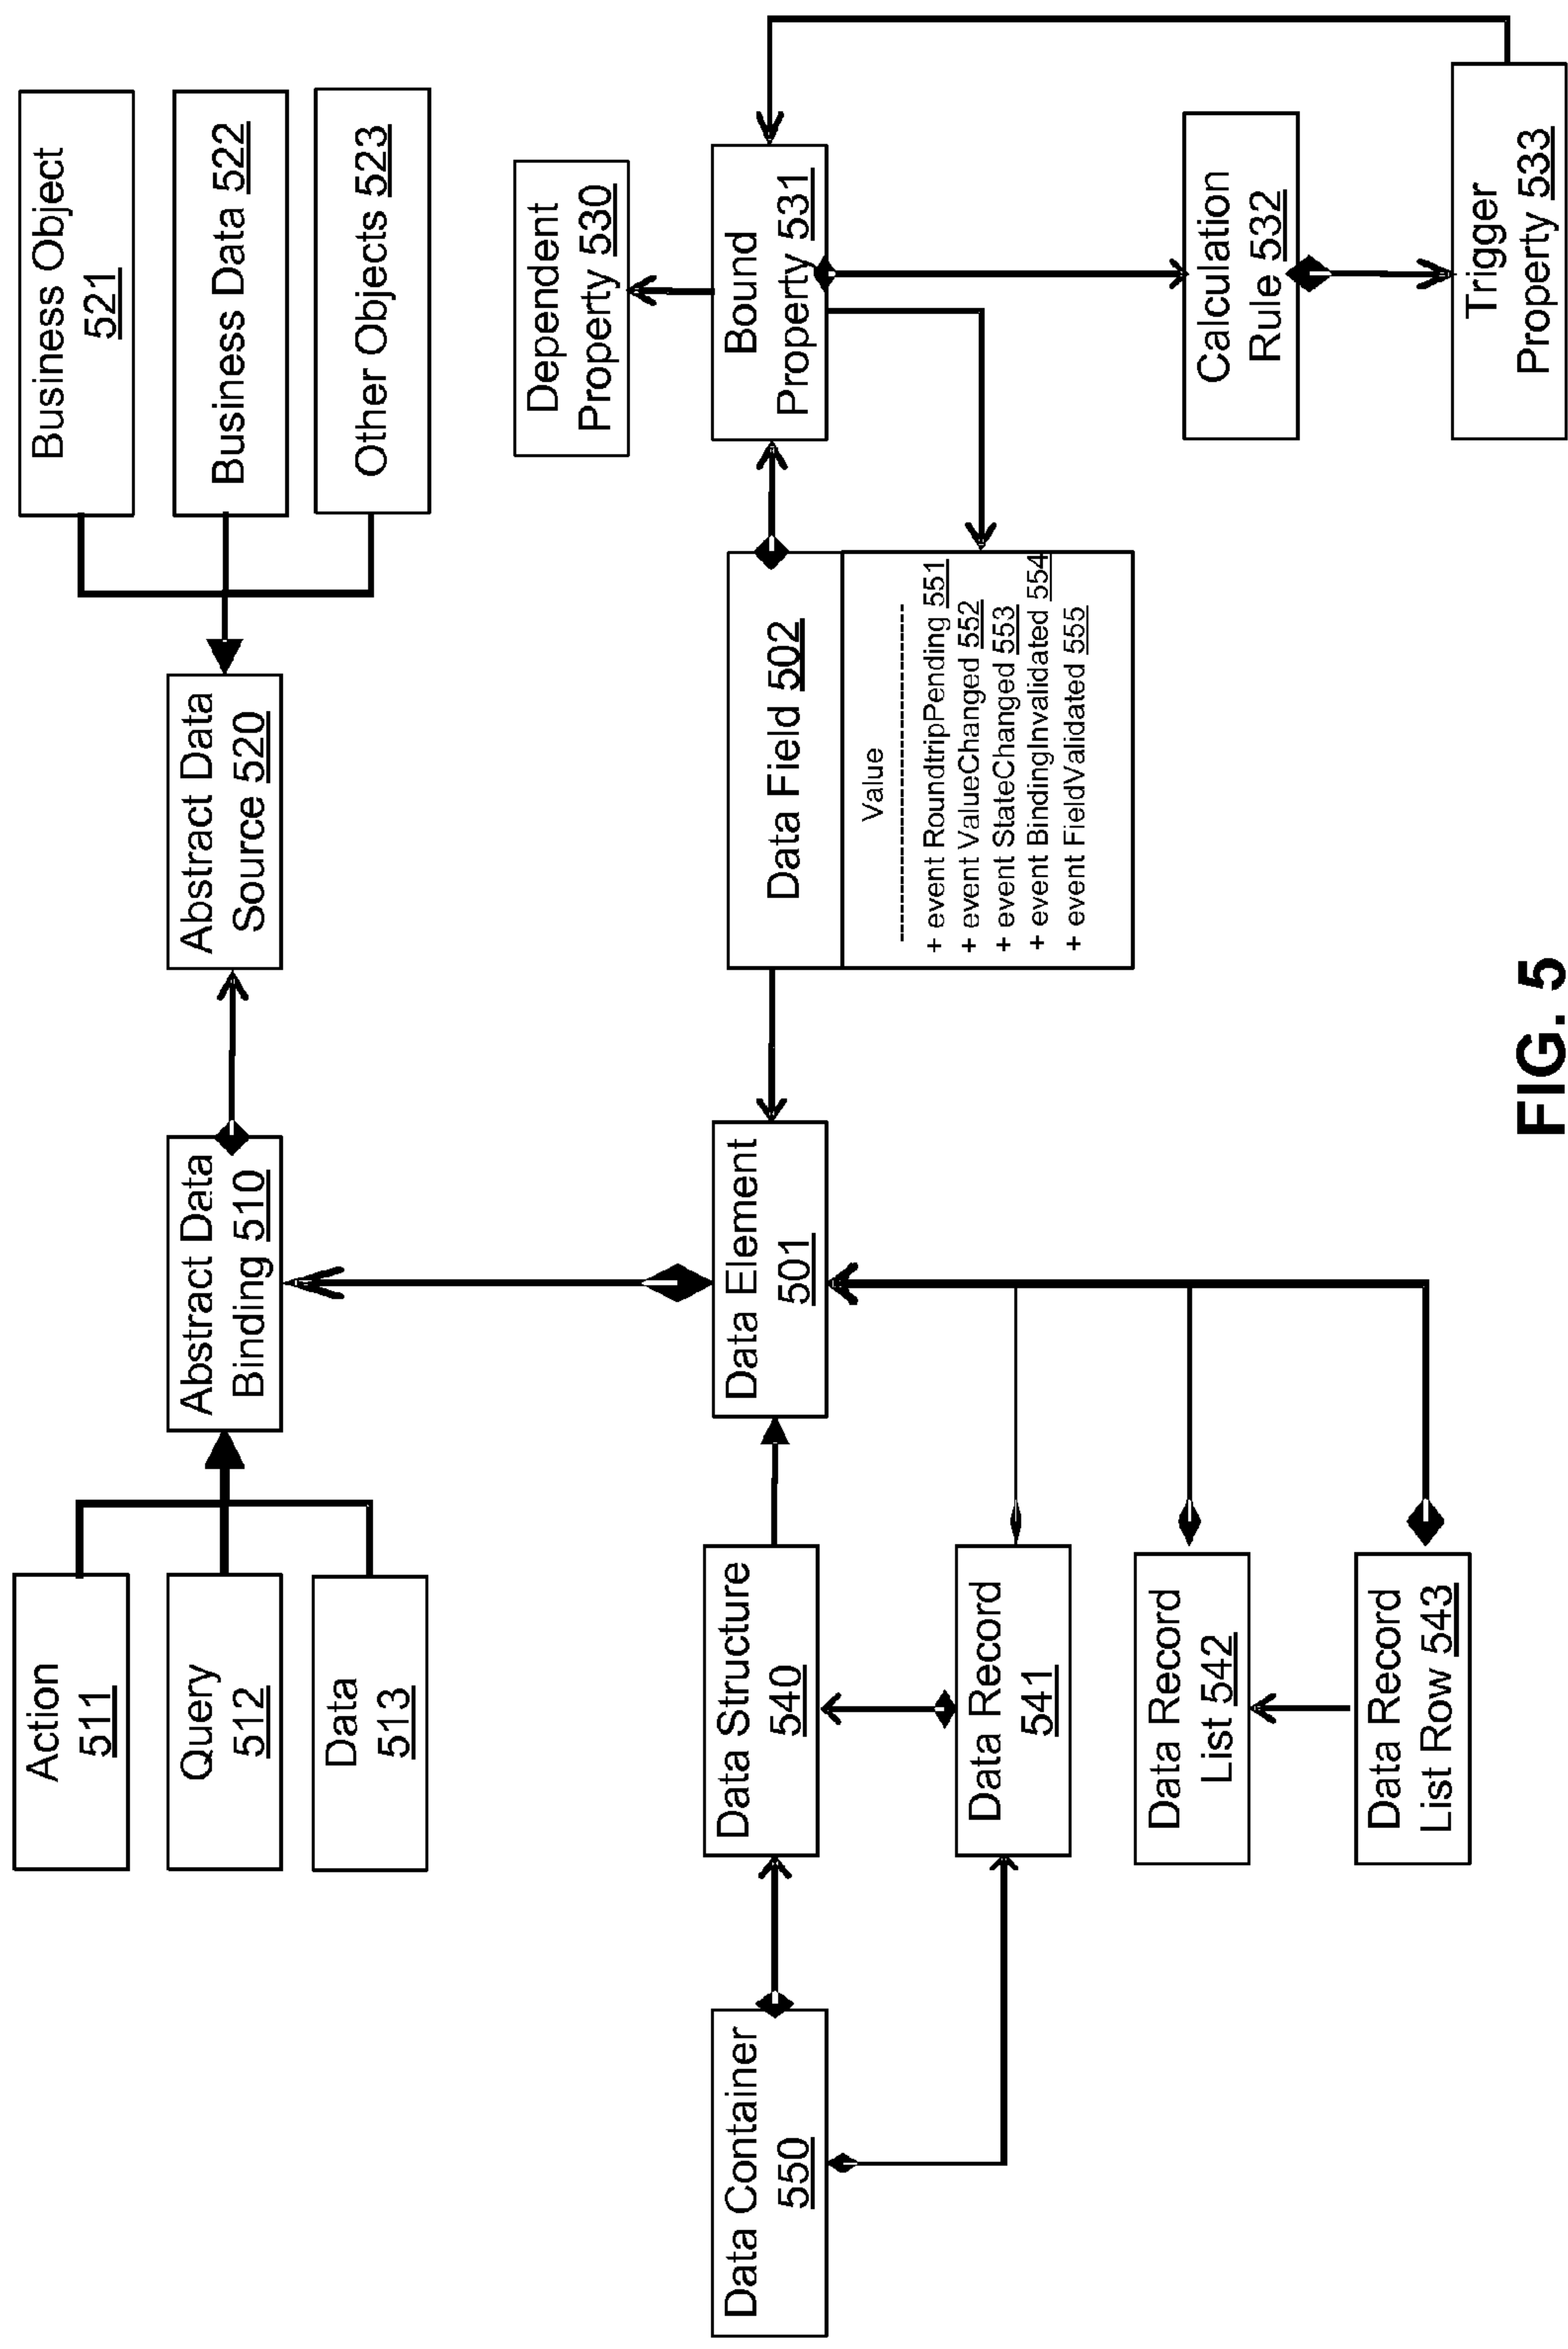 Action
511
Query
512
Data
513
Abstract Data
Binding 510
Abstract Data
Source 520
Business Object
521
Business Data 522
Other Objects 523
Data Container
550
Data Structure
540
Data Record
541
Data Record
List 542
Data Record
List Row 543
Data Element
501
Data Field 502
Value
+ event RoundtripPending 551
+ event ValueChanged 552
+ event StateChanged 553
+ event BindingInvalidated 554
+ event FieldValidated 555
Dependent
Property 530
Bound
Property 531
Calculation
Rule 532
Trigger
Property 533
FIG. 5